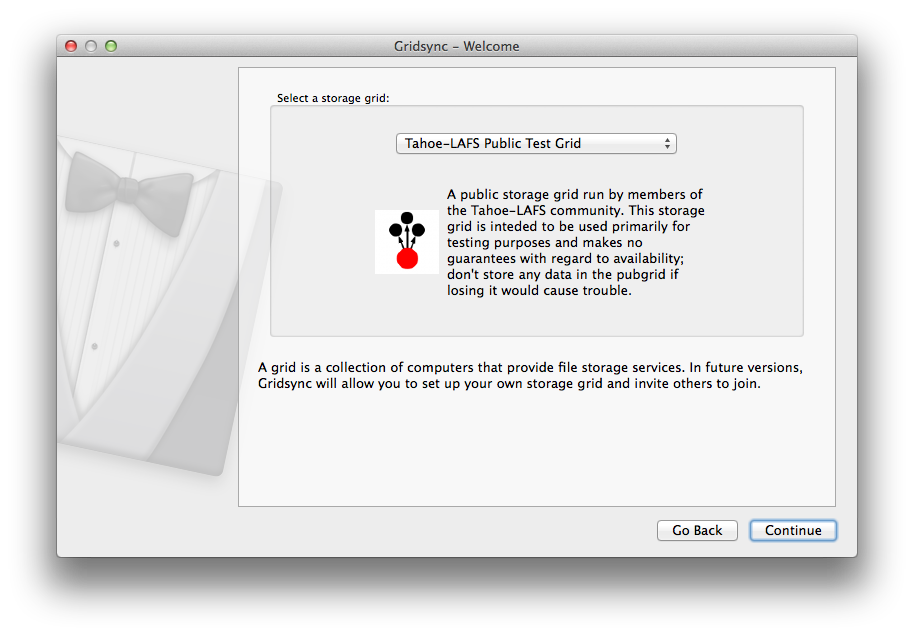 Gridsync – Welcome
Select a storage grid:
Tahoe-LAFS Public Test Grid
A public storage grid run by members of
the Tahoe-LAFS community. This storage
grid is inteded to be used primarily for
testing purposes and makes no
guarantees with regard to availability;
don't store any data in the pubgrid if
losing it would cause trouble.
A grid is a collection of computers that provide file storage services. In future versions,
Gridsync will allow you to set up your own storage grid and invite others to join.
Go Back
Continue